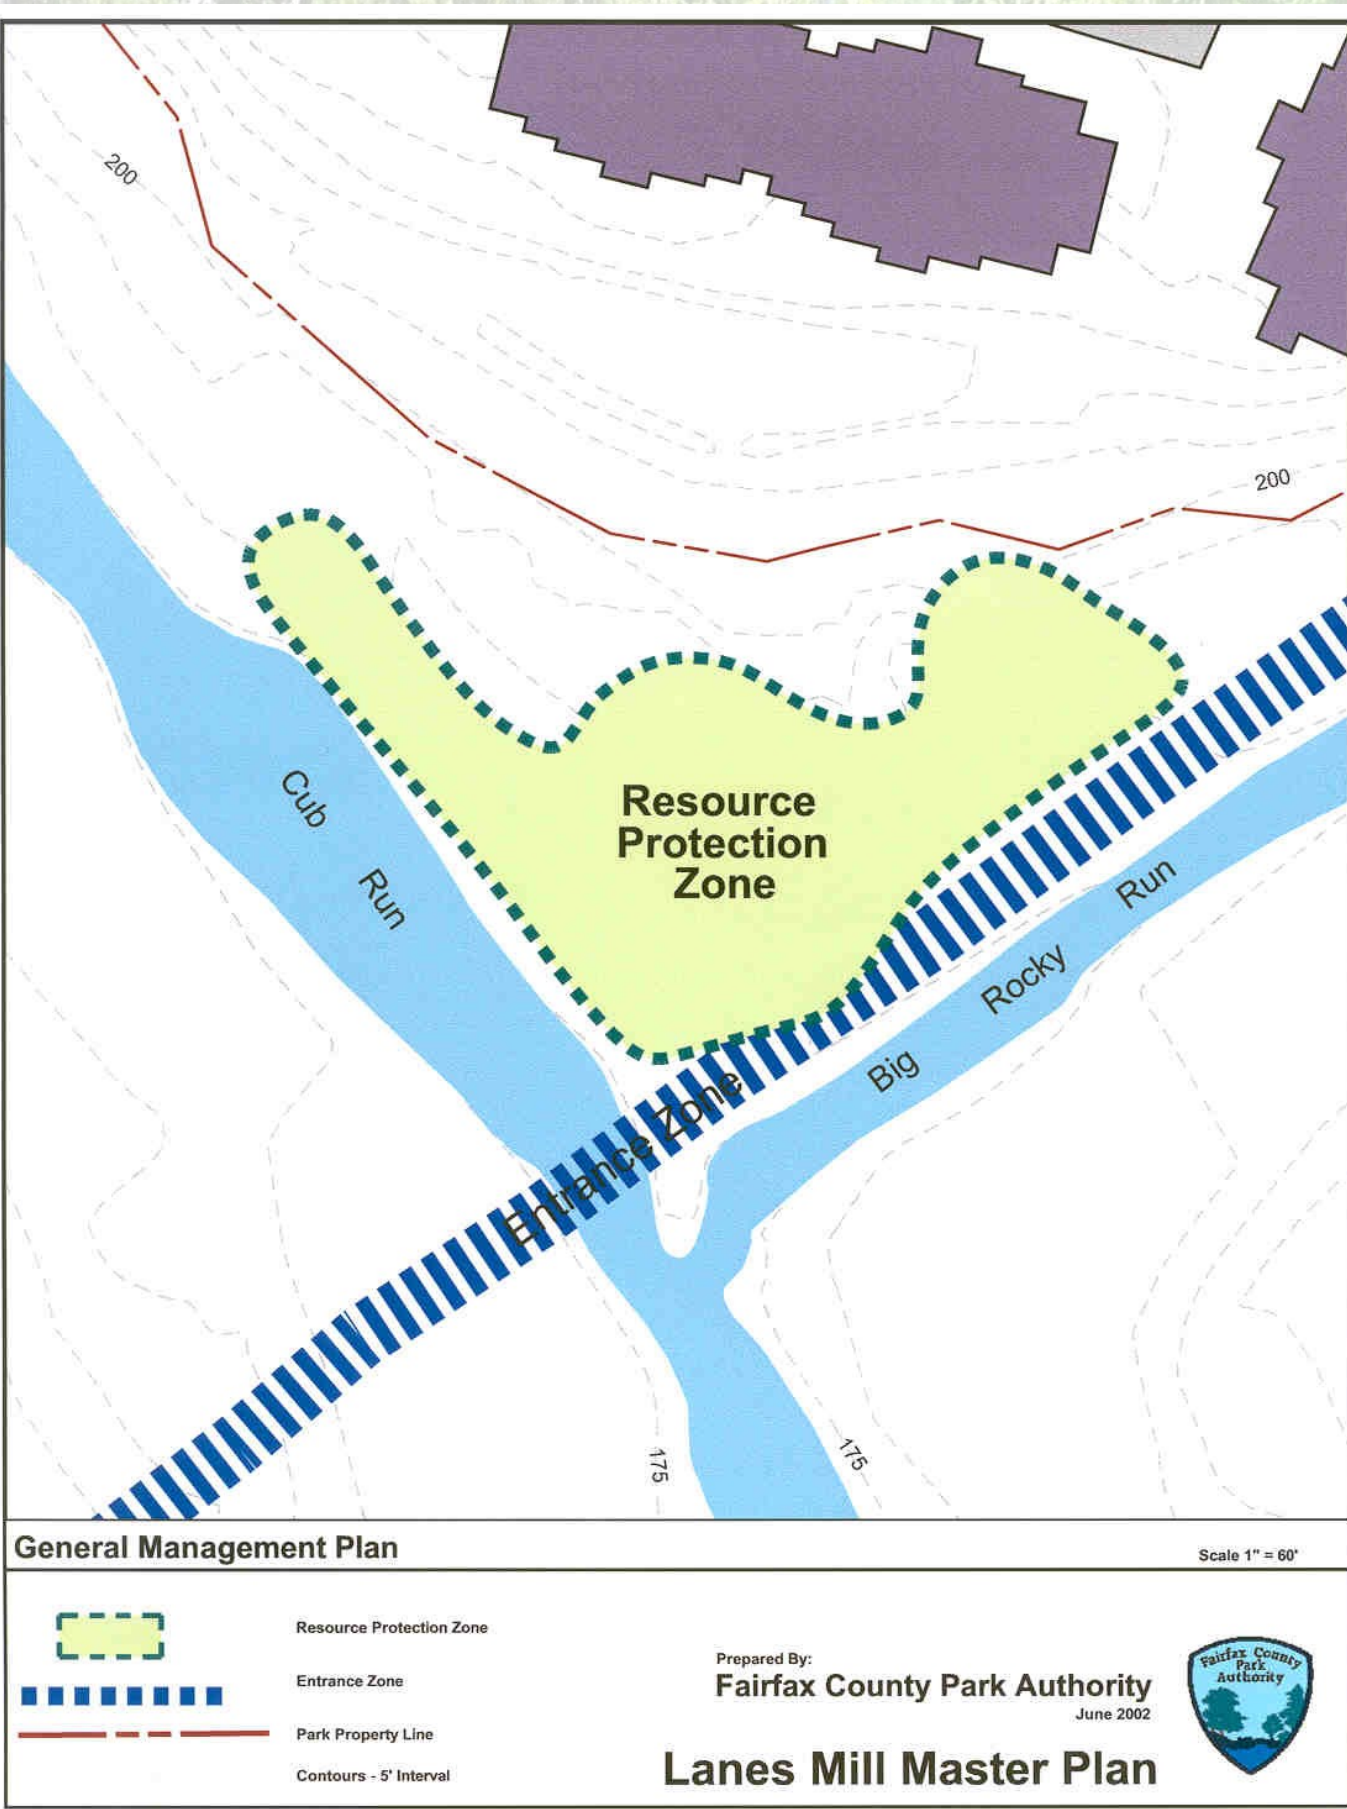 200
200
Resource
Protection
Zone
Cub
Run
Run
Rocky
Big
Entrance Zone
175
175
General Management Plan
Scale 1" = 60'
Resource Protection Zone
Entrance Zone
Park Property Line
Contours - 5' Interval
Prepared By:
Fairfax County Park Authority
June 2002
Lanes Mill Master Plan
Fairfax County
Park
Authority